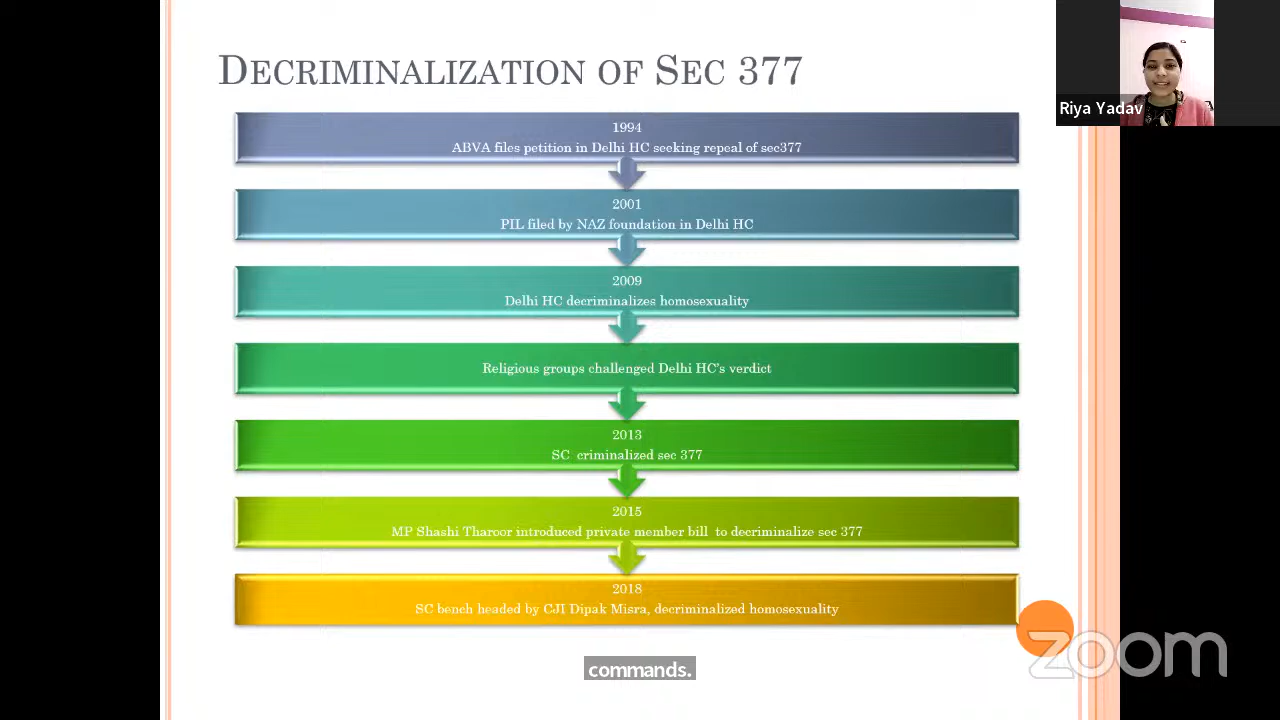 DECRIMINALIZATION OF SEC 377
Riya Yadav
1994
ABVA files petition in Delhi HC seeking repeal of sec377
2001
PIL filed by NAZ foundation in Delhi HC
2009
Delhi HC decriminalizes homosexuality
Religious groups challenged Delhi HC's verdict
2013
SC criminalized sec 377
2015
MP Shashi Tharoor introduced private member bill to decriminalize sec 377
2018
SC bench headed by CJI Dipak Misra, decriminalized homosexuality
zoom
commands.